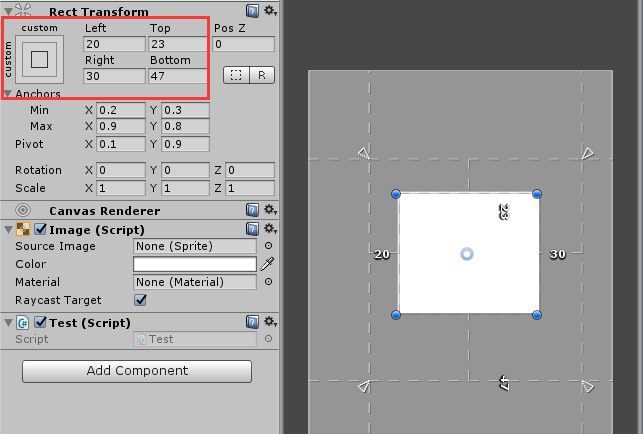 Rect Transform
custom
custom
Left Top Pos Z
20 23 0
Right Bottom
30 47 R
Anchors
Min X 0.2 Y 0.3
Max X 0.9 Y 0.8
Pivot X 0.1 Y 0.9
Rotation X 0 Y 0 Z 0
Scale X 1 Y 1 Z 1
Canvas Renderer
Image (Script)
Source Image None (Sprite)
Color
Material None (Material)
Raycast Target
Test (Script)
Script Test
Add Component
23
20 30
47